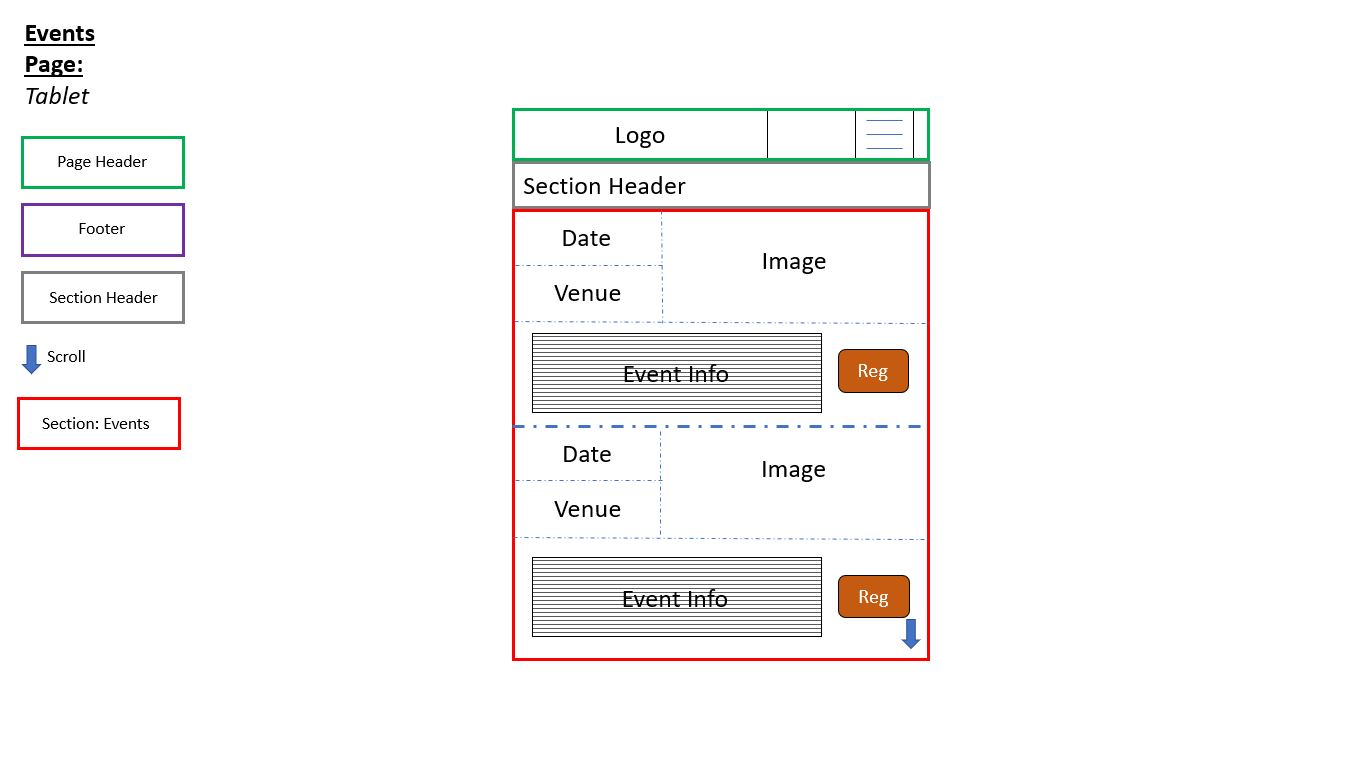 Events
Page:
Tablet
Page Header
Footer
Section Header
Scroll
Section: Events
Logo
Section Header
Date
Image
Venue
Event Info
Reg
Date
Image
Venue
Event Info
Reg